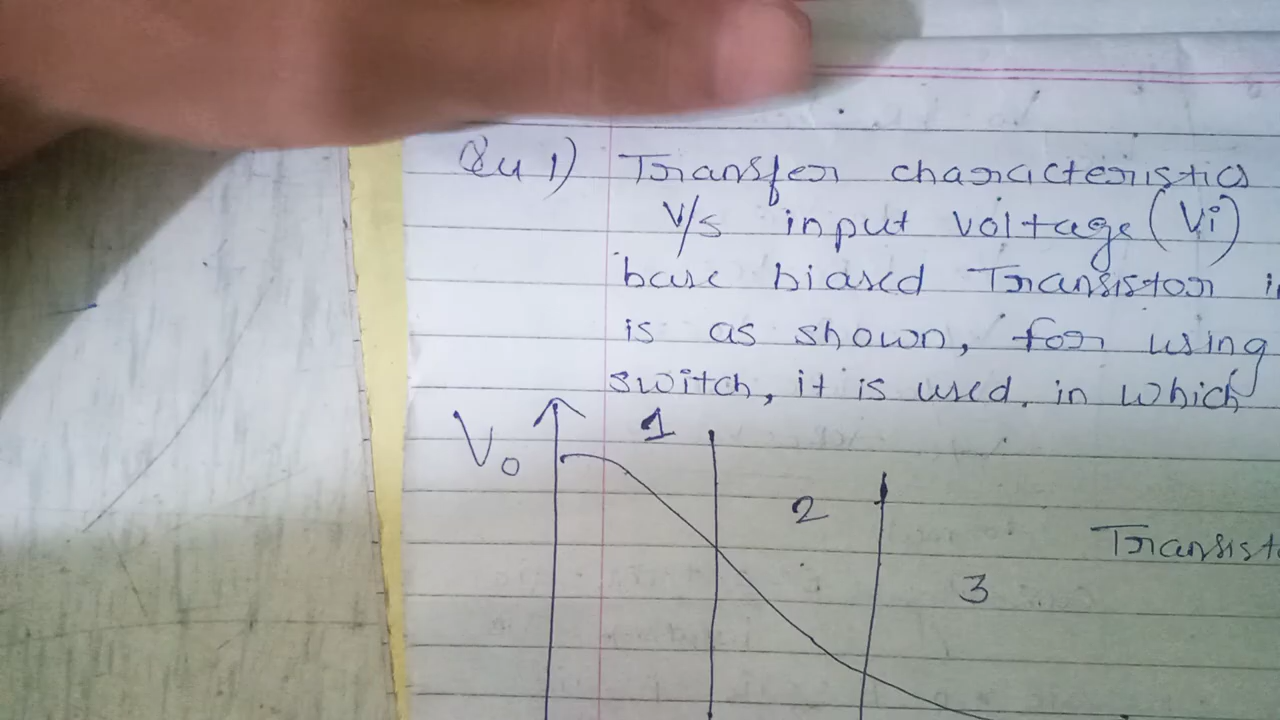 Qu 1) Transfer characteristics
V/s input voltage (Vi)
base biased Transistor
is as shown, for using
switch, it is used. in which
V₀
1
2
3